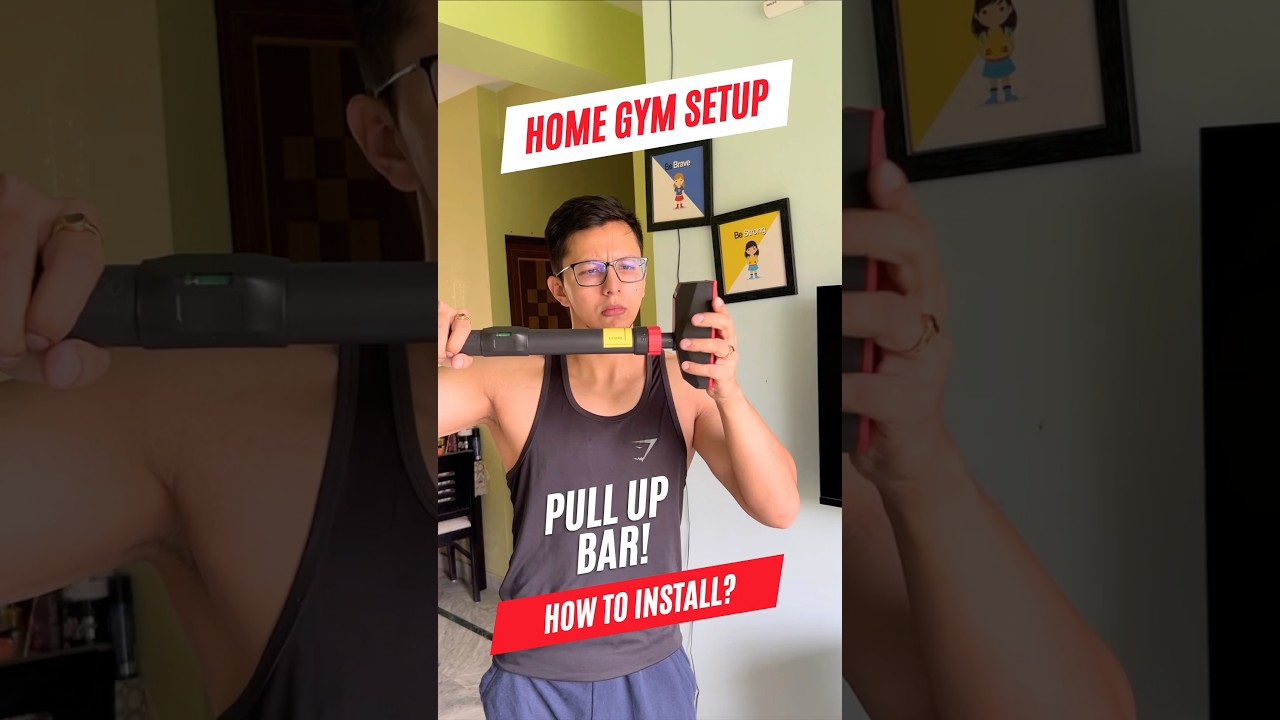 HOME GYM SETUP
Be Brave
Be Strong
PULL UP
BAR!
HOW TO INSTALL?